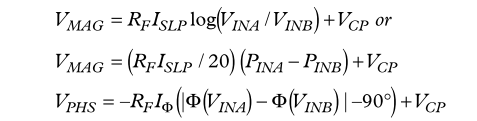 V_MAG = R_F I_SLP log(V_INA / V_INB) + V_CP or
V_MAG = (R_F I_SLP / 20) (P_INA – P_INB) + V_CP
V_PHS = –R_F I_Φ (|Φ(V_INA) – Φ(V_INB) | –90°) + V_CP